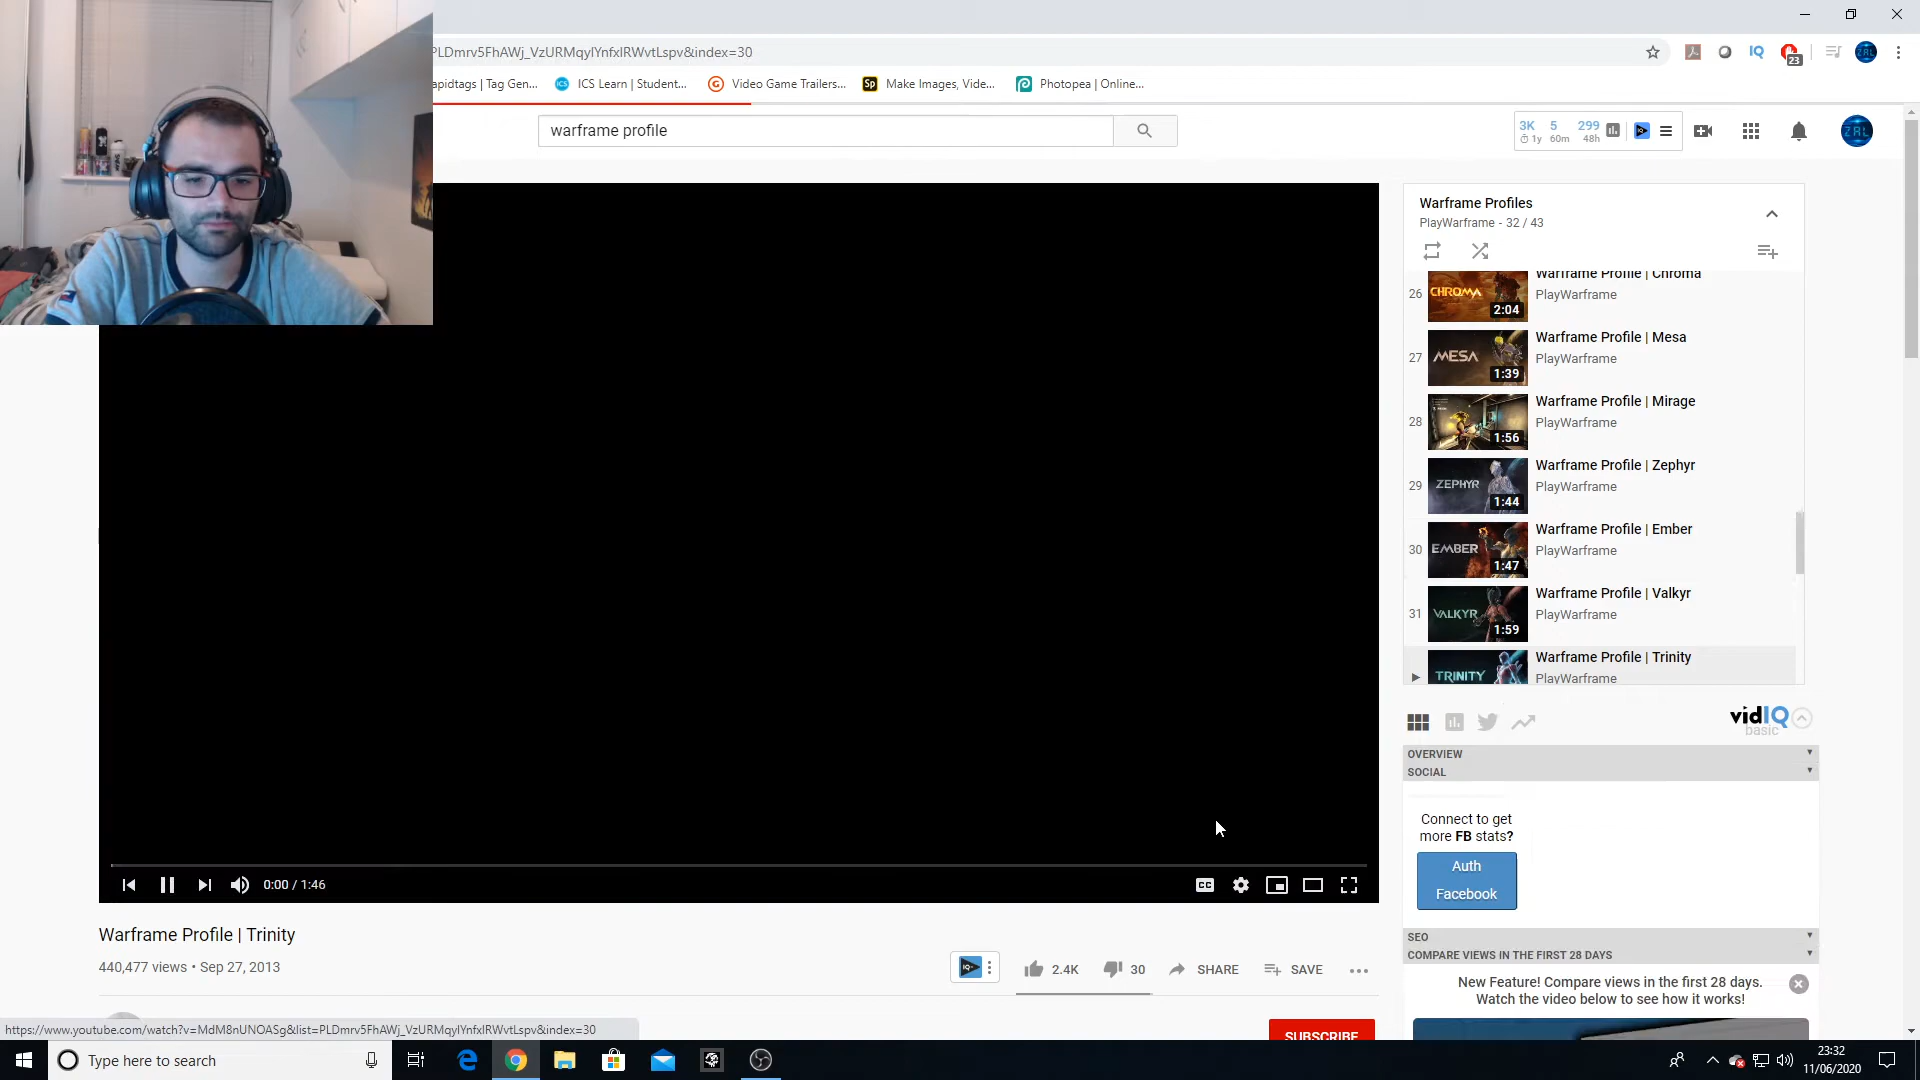 PLDmrv5FhAWj_VzURMqylYnfxlRWvtLspv&index=30
23
apidtags | Tag Gen...
ICS Learn | Student...
Video Game Trailers...
Make Images, Vide...
Photopea | Online...
warframe profile
3K 5 299
1y 60m 48h
ZAL
Warframe Profiles
PlayWarframe - 32 / 43
26
CHROMA
2:04
Warframe Profile | Chroma
PlayWarframe
27
MESA
1:39
Warframe Profile | Mesa
PlayWarframe
28
1:56
Warframe Profile | Mirage
PlayWarframe
29
ZEPHYR
1:44
Warframe Profile | Zephyr
PlayWarframe
30
EMBER
1:47
Warframe Profile | Ember
PlayWarframe
31
VALKYR
1:59
Warframe Profile | Valkyr
PlayWarframe
TRINITY
Warframe Profile | Trinity
PlayWarframe
vidIQ
basic
OVERVIEW
SOCIAL
Connect to get
more FB stats?
Auth
Facebook
SEO
COMPARE VIEWS IN THE FIRST 28 DAYS
New Feature! Compare views in the first 28 days.
Watch the video below to see how it works!
0:00 / 1:46
CC
Warframe Profile | Trinity
440,477 views • Sep 27, 2013
2.4K
30
SHARE
SAVE
SUBSCRIBE
https://www.youtube.com/watch?v=MdM8nUNOASg&list=PLDmrv5FhAWj_VzURMqylYnfxlRWvtLspv&index=30
Type here to search
23:32
11/06/2020